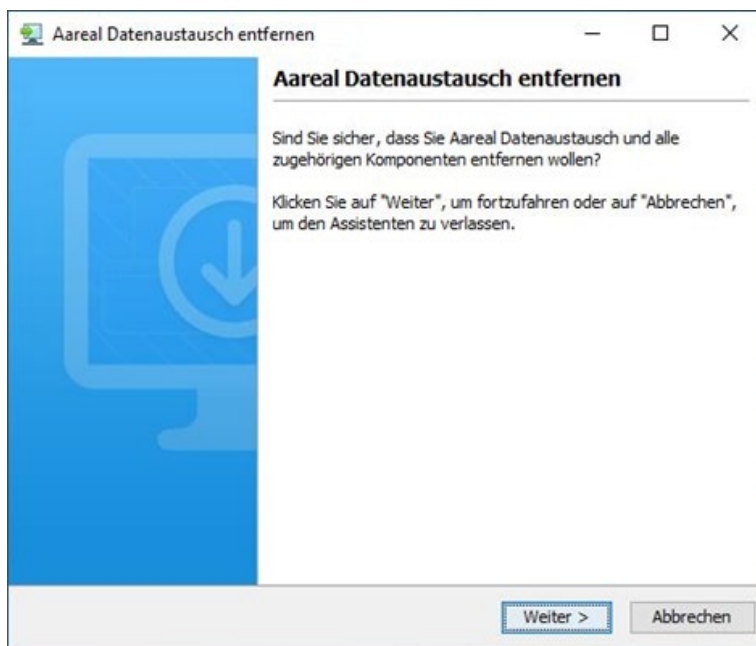 Aareal Datenaustausch entfernen
Aareal Datenaustausch entfernen
Sind Sie sicher, dass Sie Aareal Datenaustausch und alle
zugehörigen Komponenten entfernen wollen?
Klicken Sie auf "Weiter", um fortzufahren oder auf "Abbrechen",
um den Assistenten zu verlassen.
Weiter >
Abbrechen